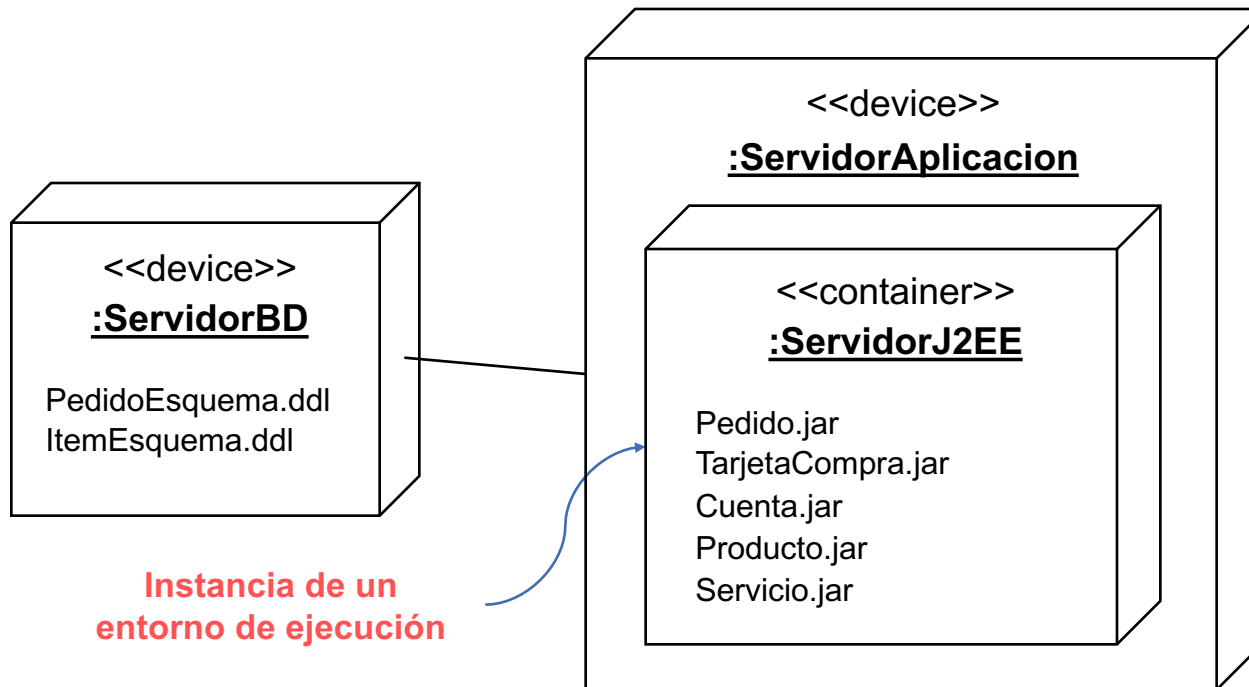 <<device>>
:ServidorAplicacion
<<device>>
:ServidorBD
PedidoEsquema.ddl
ItemEsquema.ddl
<<container>>
:ServidorJ2EE
Pedido.jar
TarjetaCompra.jar
Cuenta.jar
Producto.jar
Servicio.jar
Instancia de un
entorno de ejecución